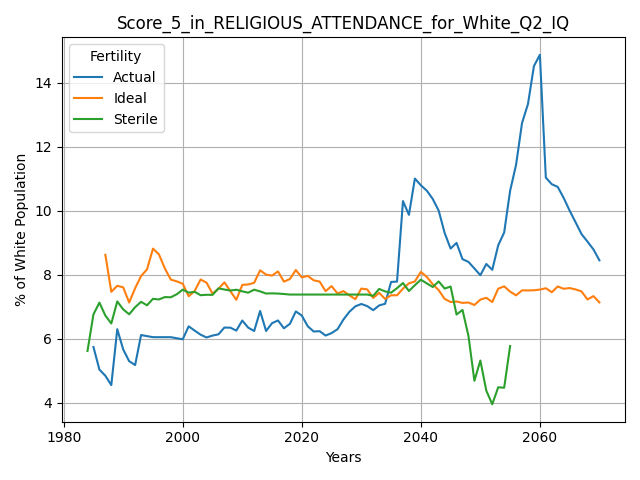 Score_5_in_RELIGIOUS_ATTENDANCE_for_White_Q2_IQ
Fertility
Actual
Ideal
Sterile
% of White Population
14
12
10
8
6
4
1980
2000
2020
2040
2060
Years